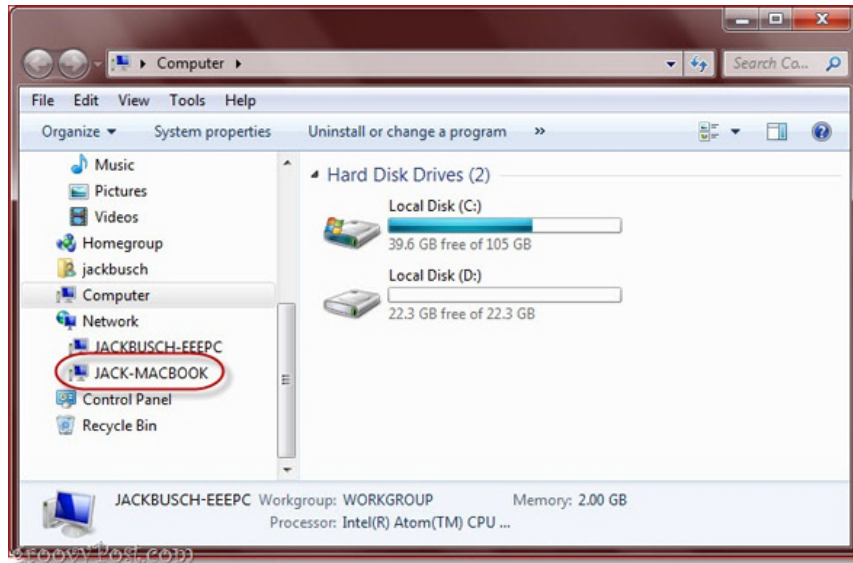 Computer
Search Co...
File Edit View Tools Help
Organize System properties Uninstall or change a program »
Music
Pictures
Videos
Homegroup
jackbusch
Computer
Network
JACKBUSCH-EEEPC
JACK-MACBOOK
Control Panel
Recycle Bin
Hard Disk Drives (2)
Local Disk (C:)
39.6 GB free of 105 GB
Local Disk (D:)
22.3 GB free of 22.3 GB
JACKBUSCH-EEEPC Workgroup: WORKGROUP Memory: 2.00 GB
Processor: Intel(R) Atom(TM) CPU ...
groovyPost.com